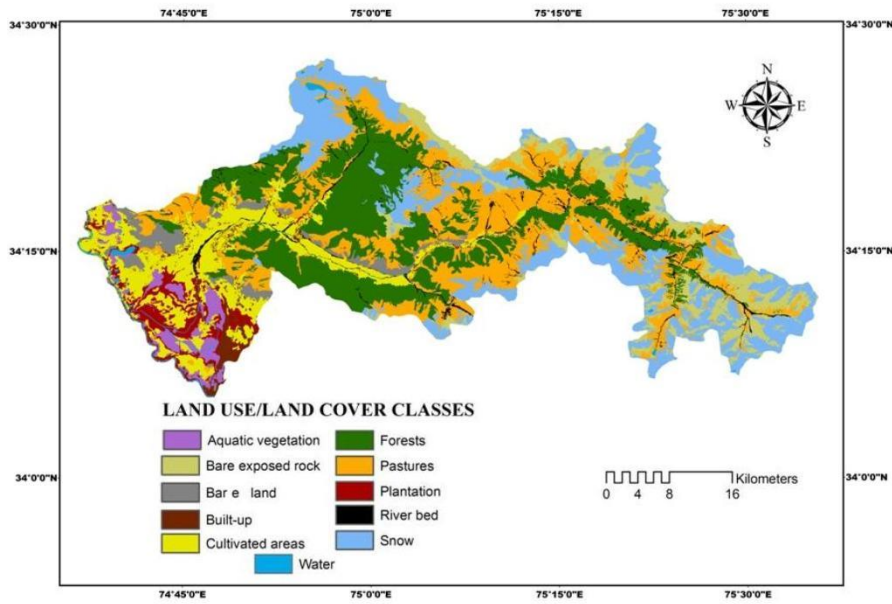 74°45'0"E 75°0'0"E 75°15'0"E 75°30'0"E
34°30'0"N 34°30'0"N
N
W E
S
34°15'0"N 34°15'0"N
LAND USE/LAND COVER CLASSES
Aquatic vegetation Forests
Bare exposed rock Pastures
Bar e land Plantation
Built-up River bed
Cultivated areas Snow
Water
34°0'0"N 34°0'0"N
Kilometers
0 4 8 16
74°45'0"E 75°0'0"E 75°15'0"E 75°30'0"E